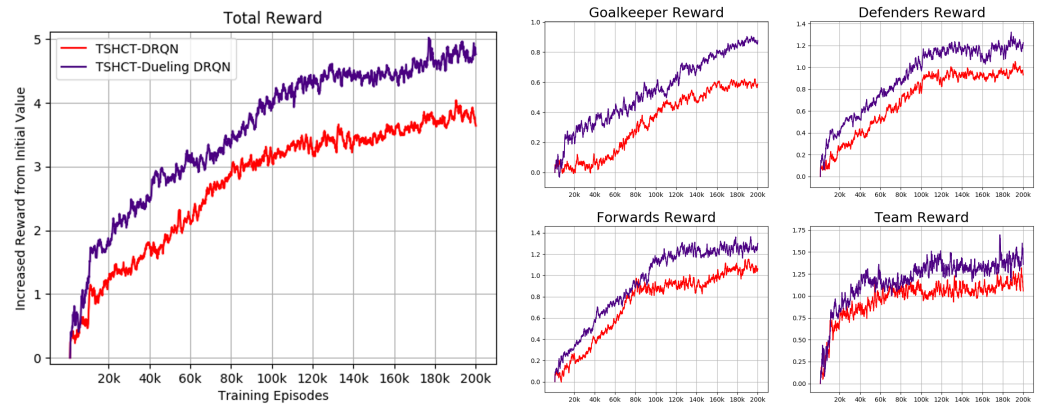 Total Reward
Increased Reward from Initial Value
5
4
3
2
1
0
TSHCT-DRQN
TSHCT-Dueling DRQN
20k 40k 60k 80k 100k 120k 140k 160k 180k 200k
Training Episodes
Goalkeeper Reward
1.0
0.8
0.6
0.4
0.2
0.0
20k 40k 60k 80k 100k 120k 140k 160k 180k 200k
Defenders Reward
1.4
1.2
1.0
0.8
0.6
0.4
0.2
0.0
20k 40k 60k 80k 100k 120k 140k 160k 180k 200k
Forwards Reward
1.4
1.2
1.0
0.8
0.6
0.4
0.2
0.0
20k 40k 60k 80k 100k 120k 140k 160k 180k 200k
Team Reward
1.75
1.50
1.25
1.00
0.75
0.50
0.25
0.00
20k 40k 60k 80k 100k 120k 140k 160k 180k 200k